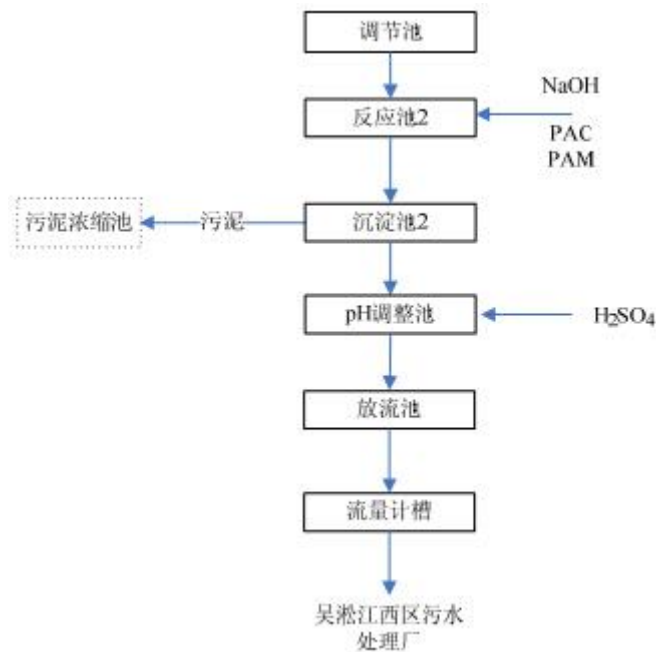 调节池
NaOH
反应池2
PAC
PAM
污泥浓缩池
污泥
沉淀池2
pH调整池
H2SO4
放流池
流量计槽
吴淞江西区污水
处理厂